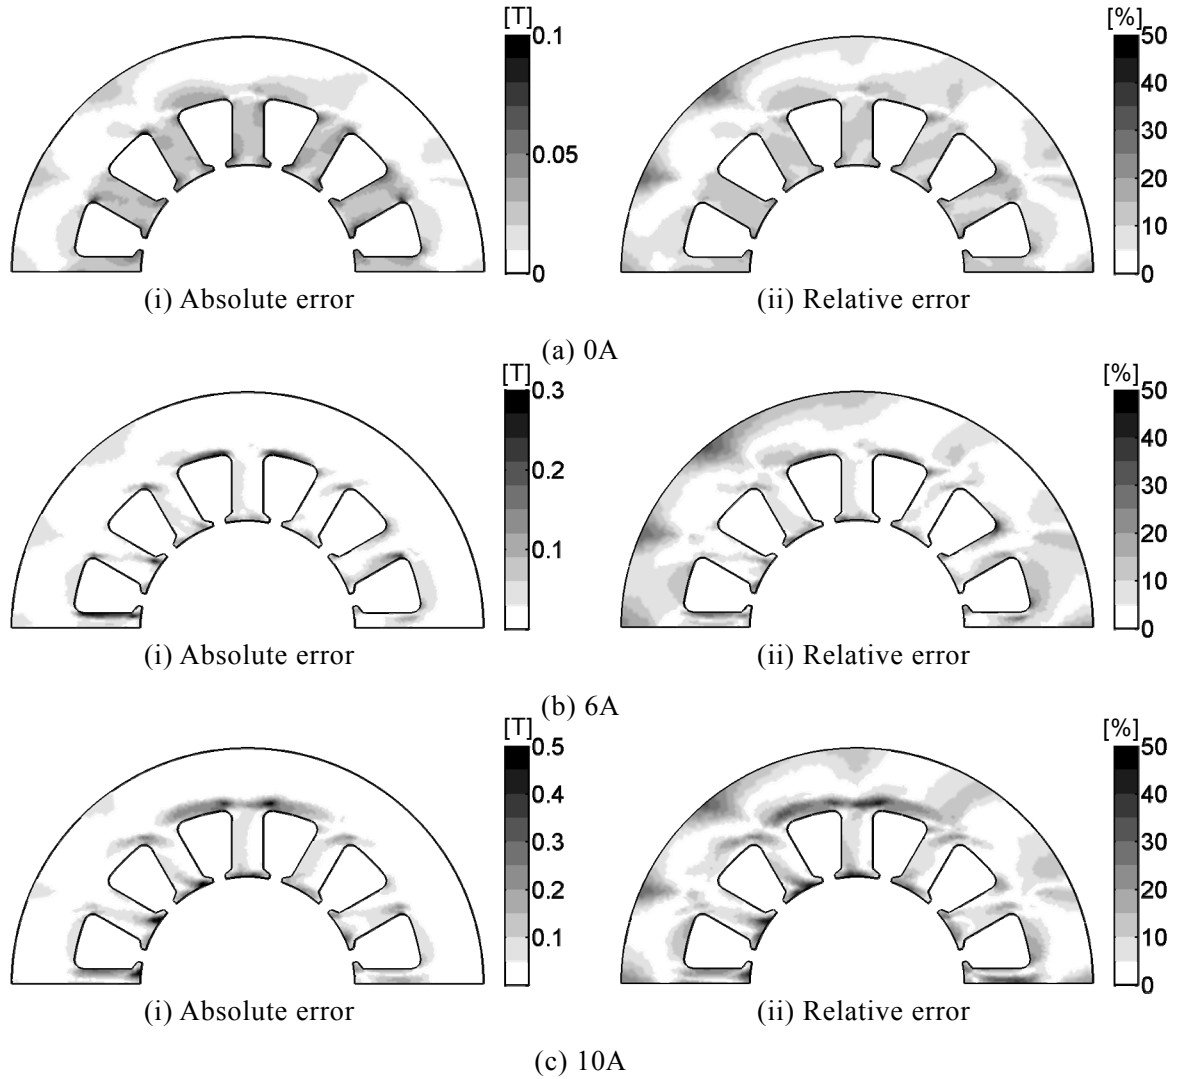 [T]
0.1
0.05
0
[%]
50
40
30
20
10
0
(i) Absolute error
(ii) Relative error
(a) 0A
[T]
0.3
0.2
0.1
[%]
50
40
30
20
10
0
(i) Absolute error
(ii) Relative error
(b) 6A
[T]
0.5
0.4
0.3
0.2
0.1
[%]
50
40
30
20
10
0
(i) Absolute error
(ii) Relative error
(c) 10A